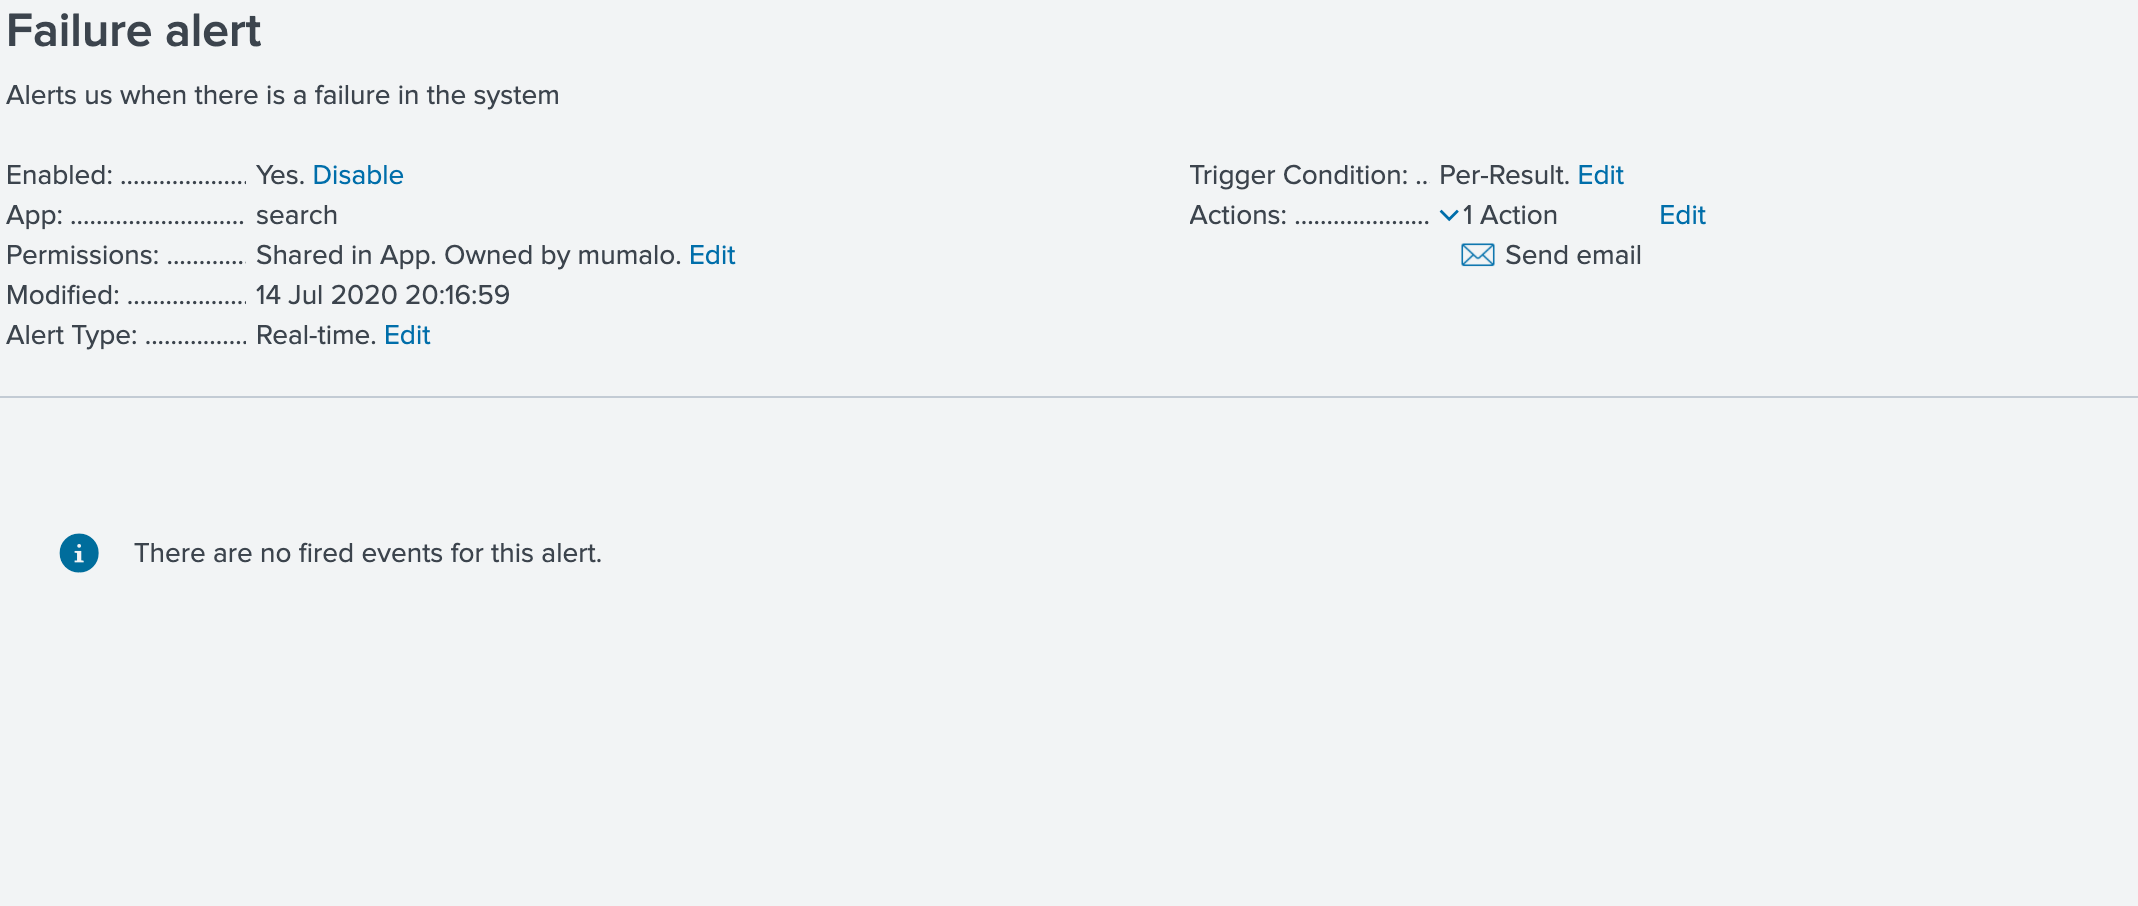 Failure alert
Alerts us when there is a failure in the system
Enabled: .................... Yes. Disable
App: ........................... search
Permissions: ............ Shared in App. Owned by mumalo. Edit
Modified: ................... 14 Jul 2020 20:16:59
Alert Type: ................ Real-time. Edit
Trigger Condition: .. Per-Result. Edit
Actions: ..................... 1 Action Edit
Send email
There are no fired events for this alert.